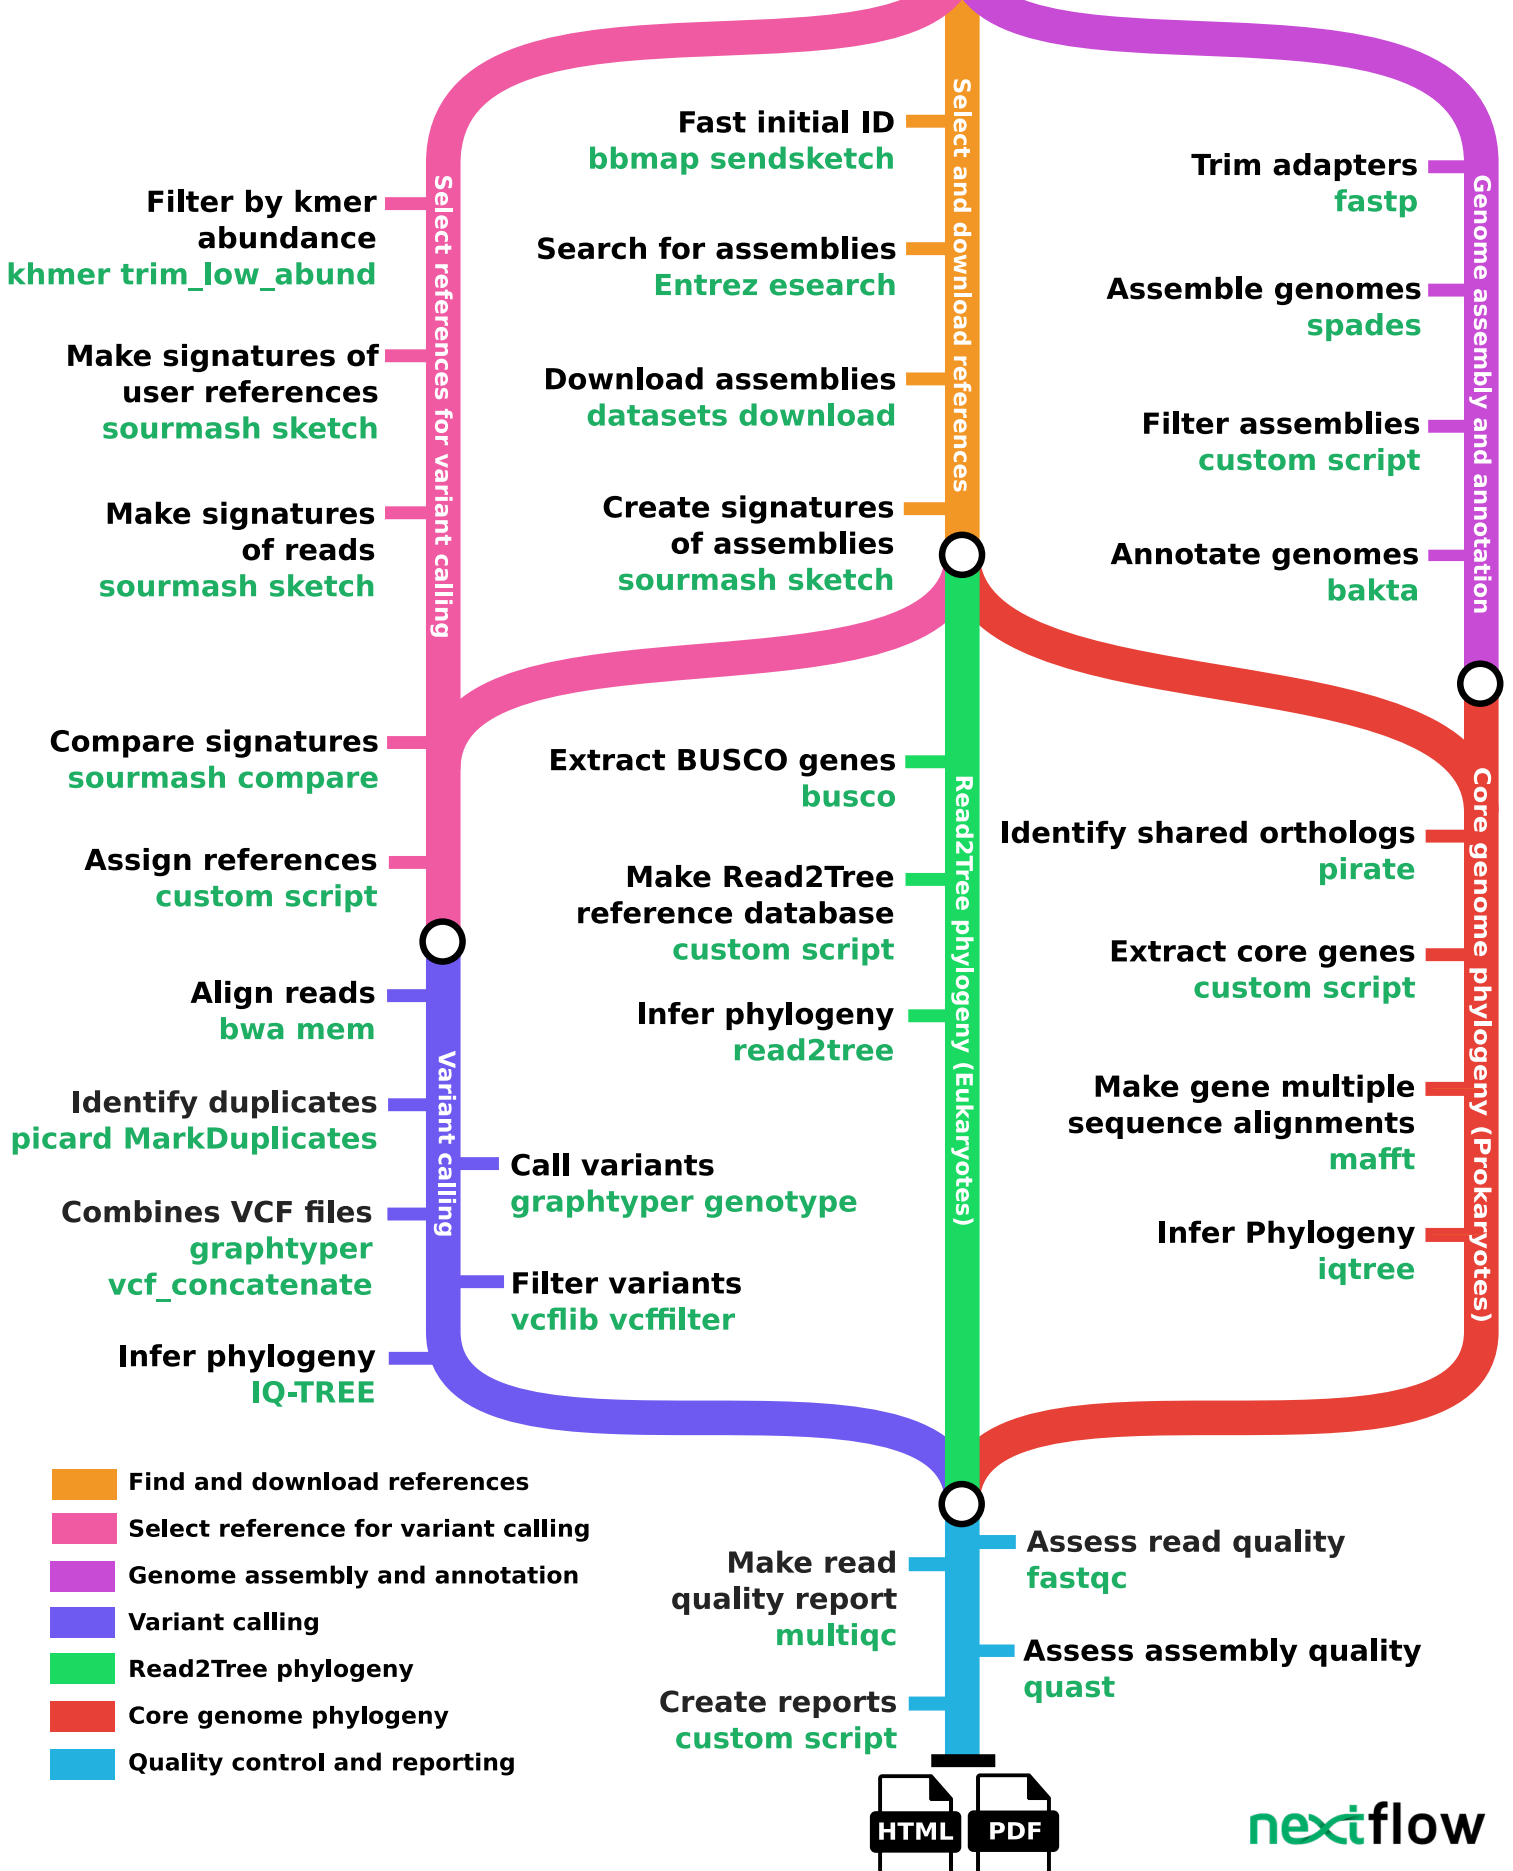 Select references for variant calling
Filter by kmer
abundance
khmer trim_low_abund
Make signatures of
user references
sourmash sketch
Make signatures
of reads
sourmash sketch
Compare signatures
sourmash compare
Assign references
custom script
Select and download references
Fast initial ID
bbmap sendsketch
Search for assemblies
Entrez esearch
Download assemblies
datasets download
Create signatures
of assemblies
sourmash sketch
Genome assembly and annotation
Trim adapters
fastp
Assemble genomes
spades
Filter assemblies
custom script
Annotate genomes
bakta
Variant calling
Align reads
bwa mem
Identify duplicates
picard MarkDuplicates
Call variants
graphtyper genotype
Combines VCF files
graphtyper
vcf_concatenate
Filter variants
vcflib vcffilter
Infer phylogeny
IQ-TREE
Read2Tree phylogeny (Eukaryotes)
Extract BUSCO genes
busco
Make Read2Tree
reference database
custom script
Infer phylogeny
read2tree
Core genome phylogeny (Prokaryotes)
Identify shared orthologs
pirate
Extract core genes
custom script
Make gene multiple
sequence alignments
mafft
Infer Phylogeny
iqtree
Find and download references
Select reference for variant calling
Genome assembly and annotation
Variant calling
Read2Tree phylogeny
Core genome phylogeny
Quality control and reporting
Assess read quality
fastqc
Make read
quality report
multiqc
Assess assembly quality
quast
Create reports
custom script
HTML
PDF
nextflow